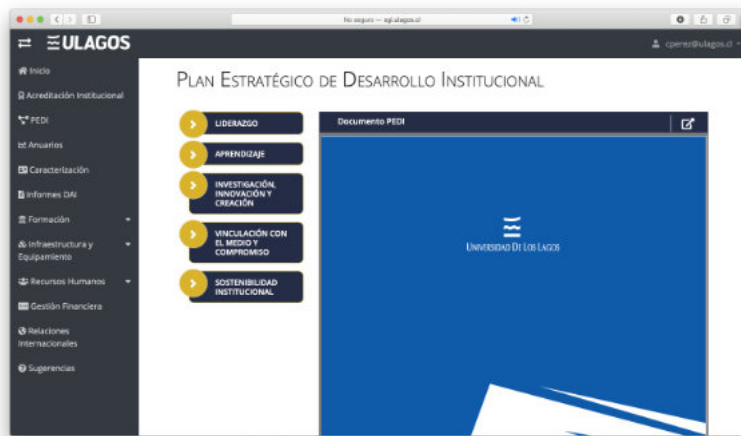 No seguro — sgi.ulagos.cl
ULAGOS
cperez@ulagos.cl
Inicio
Acreditación Institucional
PEDI
Anuarios
Caracterización
Informes DAI
Formación
Infraestructura y
Equipamiento
Recursos Humanos
Gestión Financiera
Relaciones
Internacionales
Sugerencias
PLAN ESTRATÉGICO DE DESARROLLO INSTITUCIONAL
LIDERAZGO
APRENDIZAJE
INVESTIGACIÓN,
INNOVACIÓN Y
CREACIÓN
VINCULACIÓN CON
EL MEDIO Y
COMPROMISO
SOSTENIBILIDAD
INSTITUCIONAL
Documento PEDI
UNIVERSIDAD DE LOS LAGOS